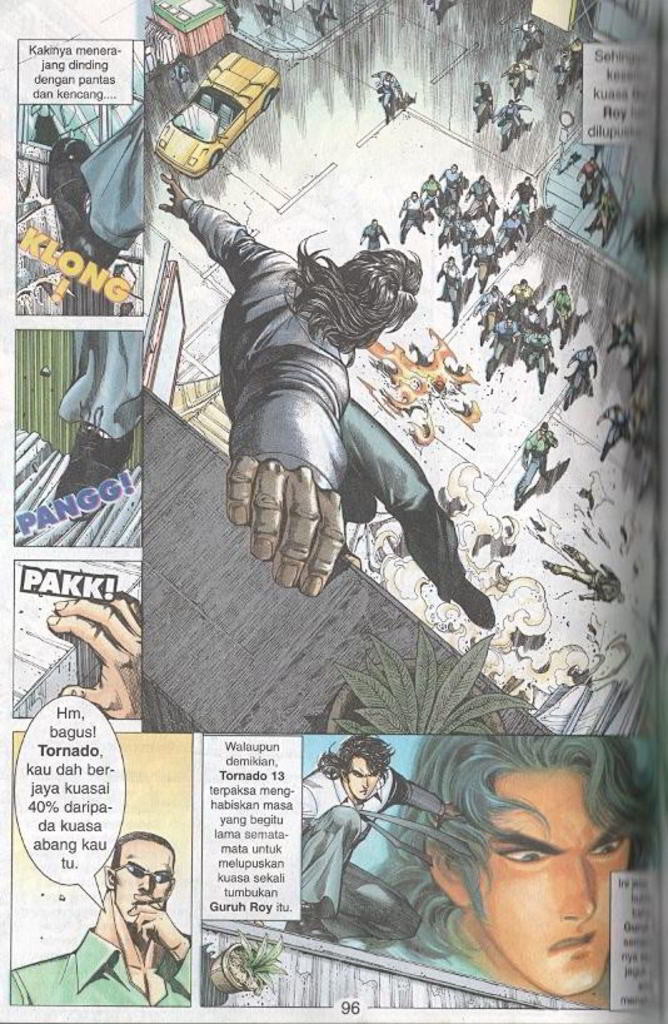 Kakinya menera-
jang dinding
dengan pantas
dan kencang....
kuasa
Roy
KLONG
!
PANGG!
PAKK!
Hm,
bagus!
Tornado,
kau dah ber-
jaya kuasai
40% daripa-
da kuasa
abang kau
tu.
Walaupun
demikian,
Tornado 13
terpaksa meng-
habiskan masa
yang begitu
lama semata-
mata untuk
melupuskan
kuasa sekali
tumbukan
Guruh Roy itu.
96